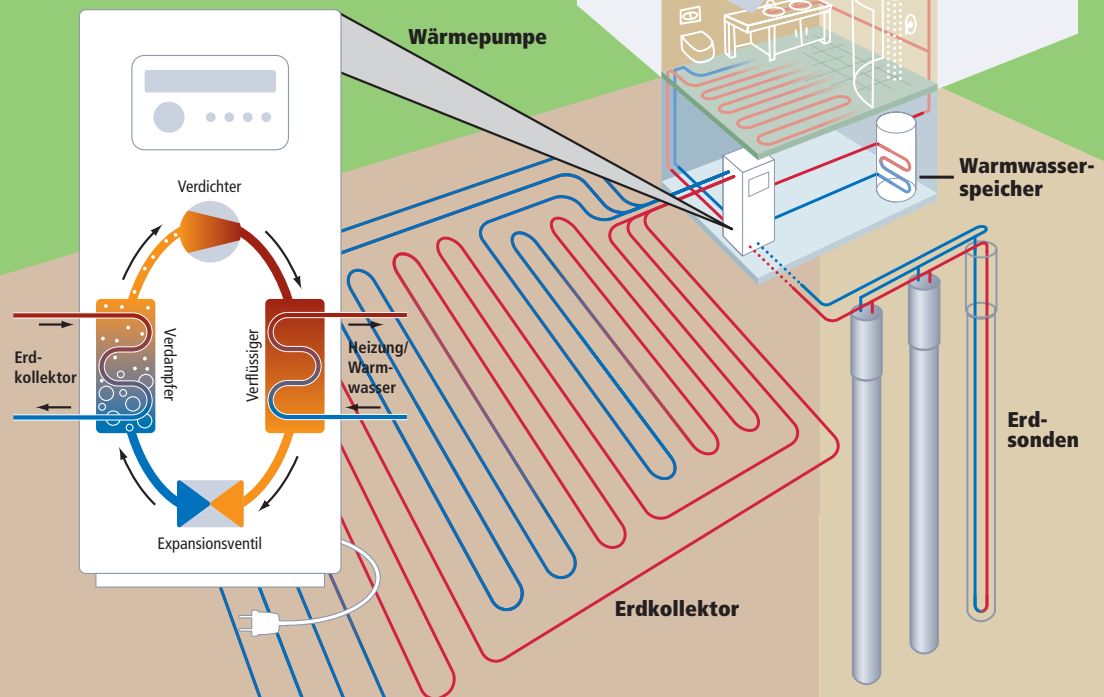 Wärmepumpe
Verdichter
Warmwasser-
speicher
Erd-
kollektor
Verdampfer
Verflüssiger
Heizung/
Warm-
wasser
Erd-
sonden
Expansionsventil
Erdkollektor